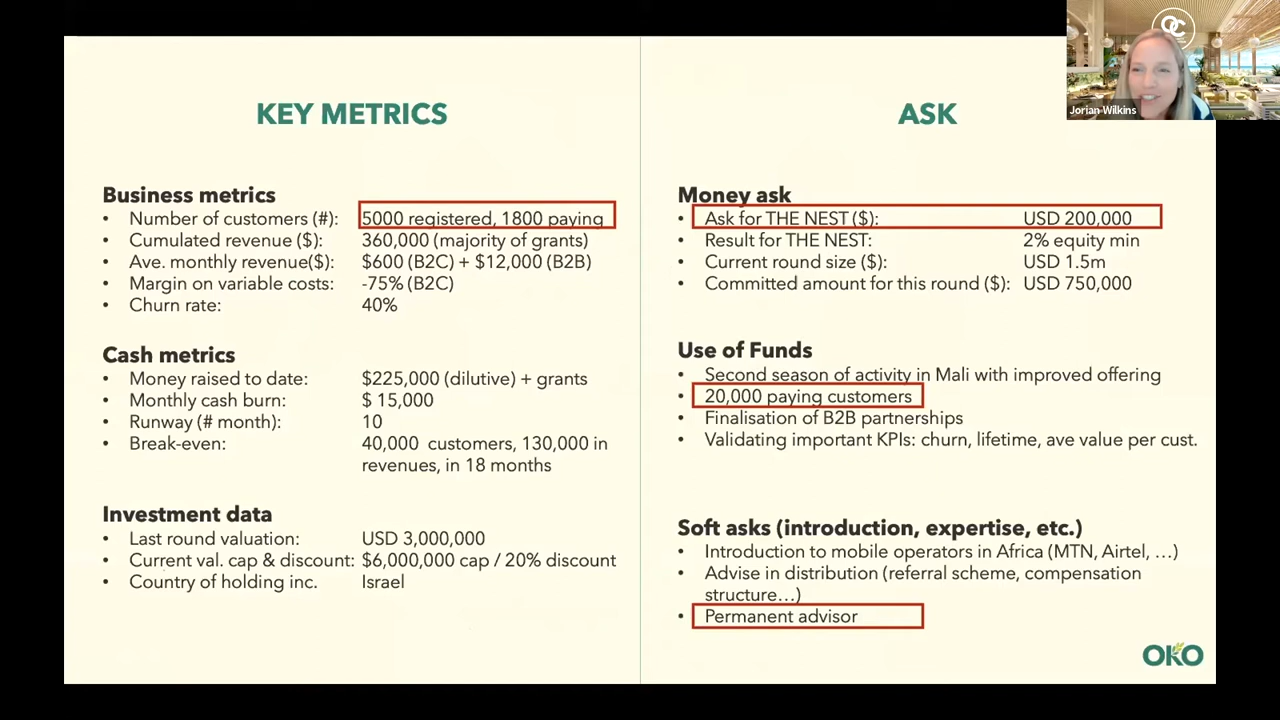 OC
Jorian Wilkins
KEY METRICS
Business metrics
• Number of customers (#): 5000 registered, 1800 paying
• Cumulated revenue ($): 360,000 (majority of grants)
• Ave. monthly revenue($): $600 (B2C) + $12,000 (B2B)
• Margin on variable costs: -75% (B2C)
• Churn rate: 40%
Cash metrics
• Money raised to date: $225,000 (dilutive) + grants
• Monthly cash burn: $ 15,000
• Runway (# month): 10
• Break-even: 40,000 customers, 130,000 in
revenues, in 18 months
Investment data
• Last round valuation: USD 3,000,000
• Current val. cap & discount: $6,000,000 cap / 20% discount
• Country of holding inc. Israel
ASK
Money ask
• Ask for THE NEST ($): USD 200,000
• Result for THE NEST: 2% equity min
• Current round size ($): USD 1.5m
• Committed amount for this round ($): USD 750,000
Use of Funds
• Second season of activity in Mali with improved offering
• 20,000 paying customers
• Finalisation of B2B partnerships
• Validating important KPIs: churn, lifetime, ave value per cust.
Soft asks (introduction, expertise, etc.)
• Introduction to mobile operators in Africa (MTN, Airtel, …)
• Advise in distribution (referral scheme, compensation
structure…)
• Permanent advisor
OKO